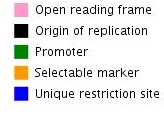 Open reading frame
Origin of replication
Promoter
Selectable marker
Unique restriction site